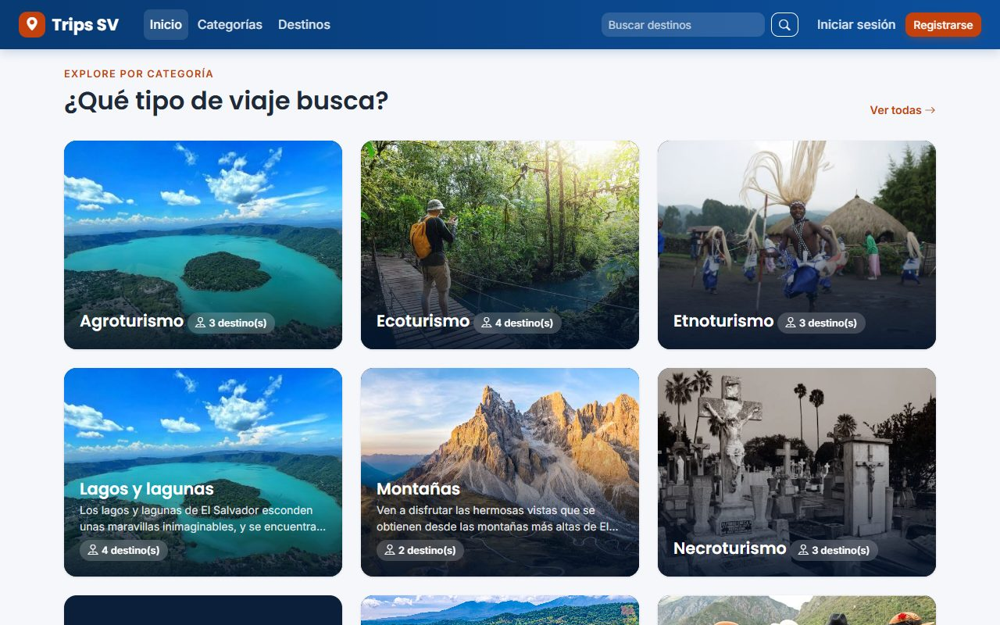 Trips SV
Inicio
Categorías
Destinos
Buscar destinos
Iniciar sesión
Registrarse
EXPLORE POR CATEGORÍA
¿Qué tipo de viaje busca?
Ver todas →
Agroturismo 3 destino(s)
Ecoturismo 4 destino(s)
Etnoturismo 3 destino(s)
Lagos y lagunas
Los lagos y lagunas de El Salvador esconden
unas maravillas inimaginables, y se encuentra...
4 destino(s)
Montañas
Ven a disfrutar las hermosas vistas que se
obtienen desde las montañas más altas de El...
2 destino(s)
Necroturismo 3 destino(s)